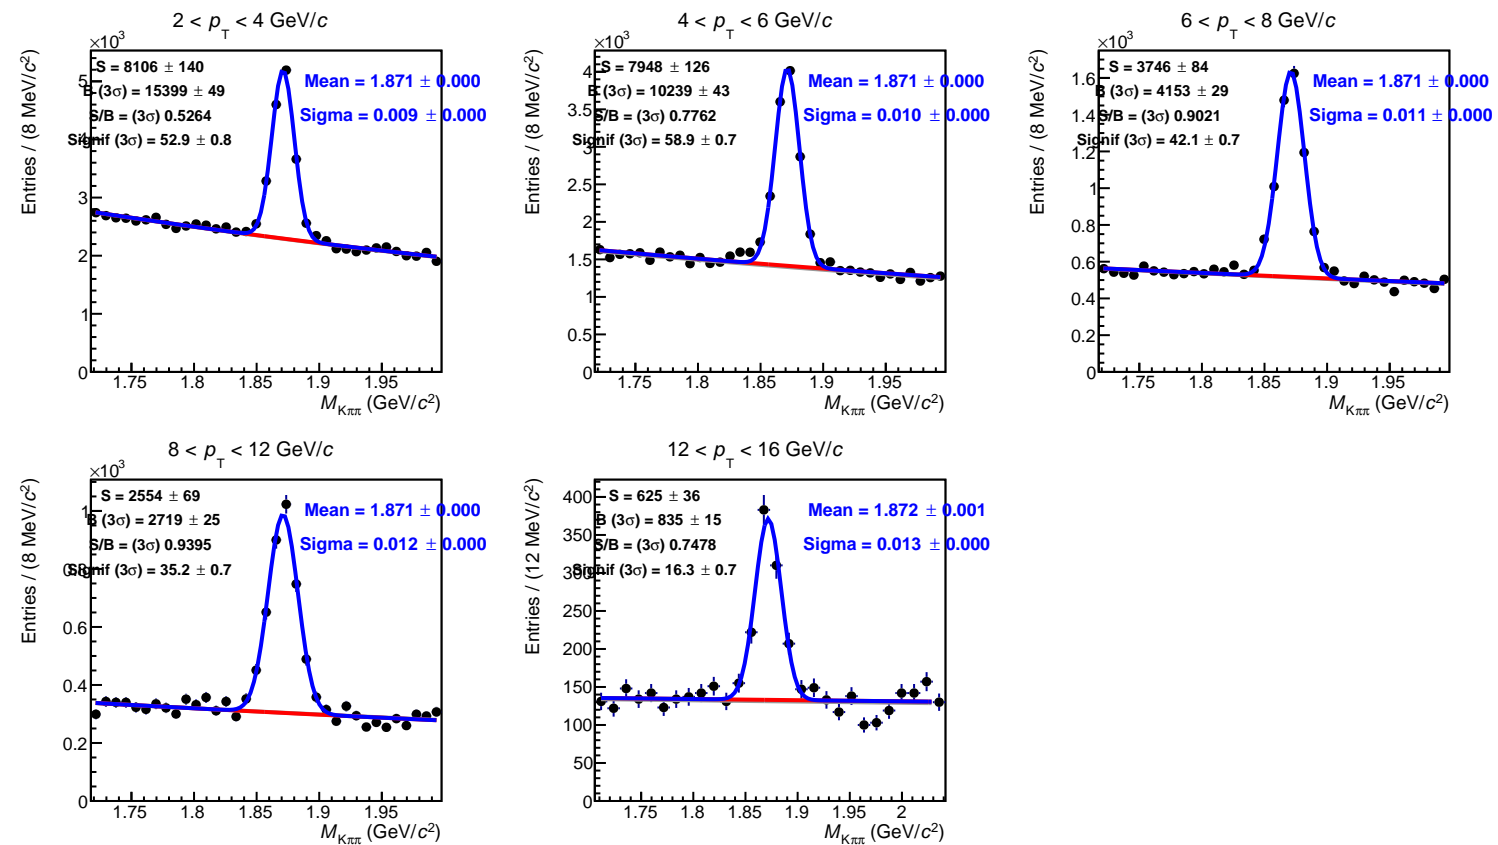 2 < pT < 4 GeV/c
×10³
S = 8106 ± 140
B (3σ) = 15399 ± 49
S/B = (3σ) 0.5264
Signif (3σ) = 52.9 ± 0.8
Mean = 1.871 ± 0.000
Sigma = 0.009 ± 0.000
Entries / (8 MeV/c²)
5
4
3
2
1
0
1.75 1.8 1.85 1.9 1.95
M Kππ (GeV/c²)
4 < pT < 6 GeV/c
×10³
S = 7948 ± 126
B (3σ) = 10239 ± 43
S/B = (3σ) 0.7762
Signif (3σ) = 58.9 ± 0.7
Mean = 1.871 ± 0.000
Sigma = 0.010 ± 0.000
Entries / (8 MeV/c²)
4
3.5
3
2.5
2
1.5
1
0.5
0
1.75 1.8 1.85 1.9 1.95
M Kππ (GeV/c²)
6 < pT < 8 GeV/c
×10³
S = 3746 ± 84
B (3σ) = 4153 ± 29
S/B = (3σ) 0.9021
Signif (3σ) = 42.1 ± 0.7
Mean = 1.871 ± 0.000
Sigma = 0.011 ± 0.000
Entries / (8 MeV/c²)
1.6
1.4
1.2
1
0.8
0.6
0.4
0.2
0
1.75 1.8 1.85 1.9 1.95
M Kππ (GeV/c²)
8 < pT < 12 GeV/c
×10³
S = 2554 ± 69
B (3σ) = 2719 ± 25
S/B = (3σ) 0.9395
Signif (3σ) = 35.2 ± 0.7
Mean = 1.871 ± 0.000
Sigma = 0.012 ± 0.000
Entries / (8 MeV/c²)
1
0.8
0.6
0.4
0.2
0
1.75 1.8 1.85 1.9 1.95
M Kππ (GeV/c²)
12 < pT < 16 GeV/c
S = 625 ± 36
B (3σ) = 835 ± 15
S/B = (3σ) 0.7478
Signif (3σ) = 16.3 ± 0.7
Mean = 1.872 ± 0.001
Sigma = 0.013 ± 0.000
Entries / (12 MeV/c²)
400
350
300
250
200
150
100
50
0
1.75 1.8 1.85 1.9 1.95 2
M Kππ (GeV/c²)